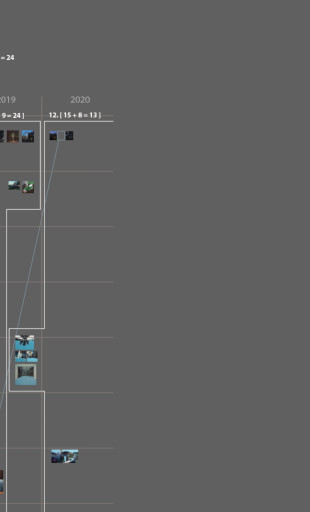 = 24
2019 2020
9 = 24 ] 12. [ 15 + 8 = 13 ]